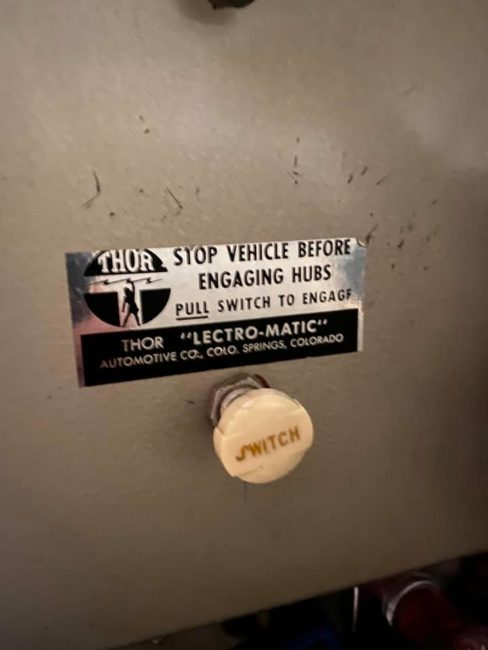 THOR
STOP VEHICLE BEFORE
ENGAGING HUBS
PULL SWITCH TO ENGAGE
THOR "LECTRO-MATIC"
AUTOMOTIVE CO., COLO. SPRINGS, COLORADO
SWITCH